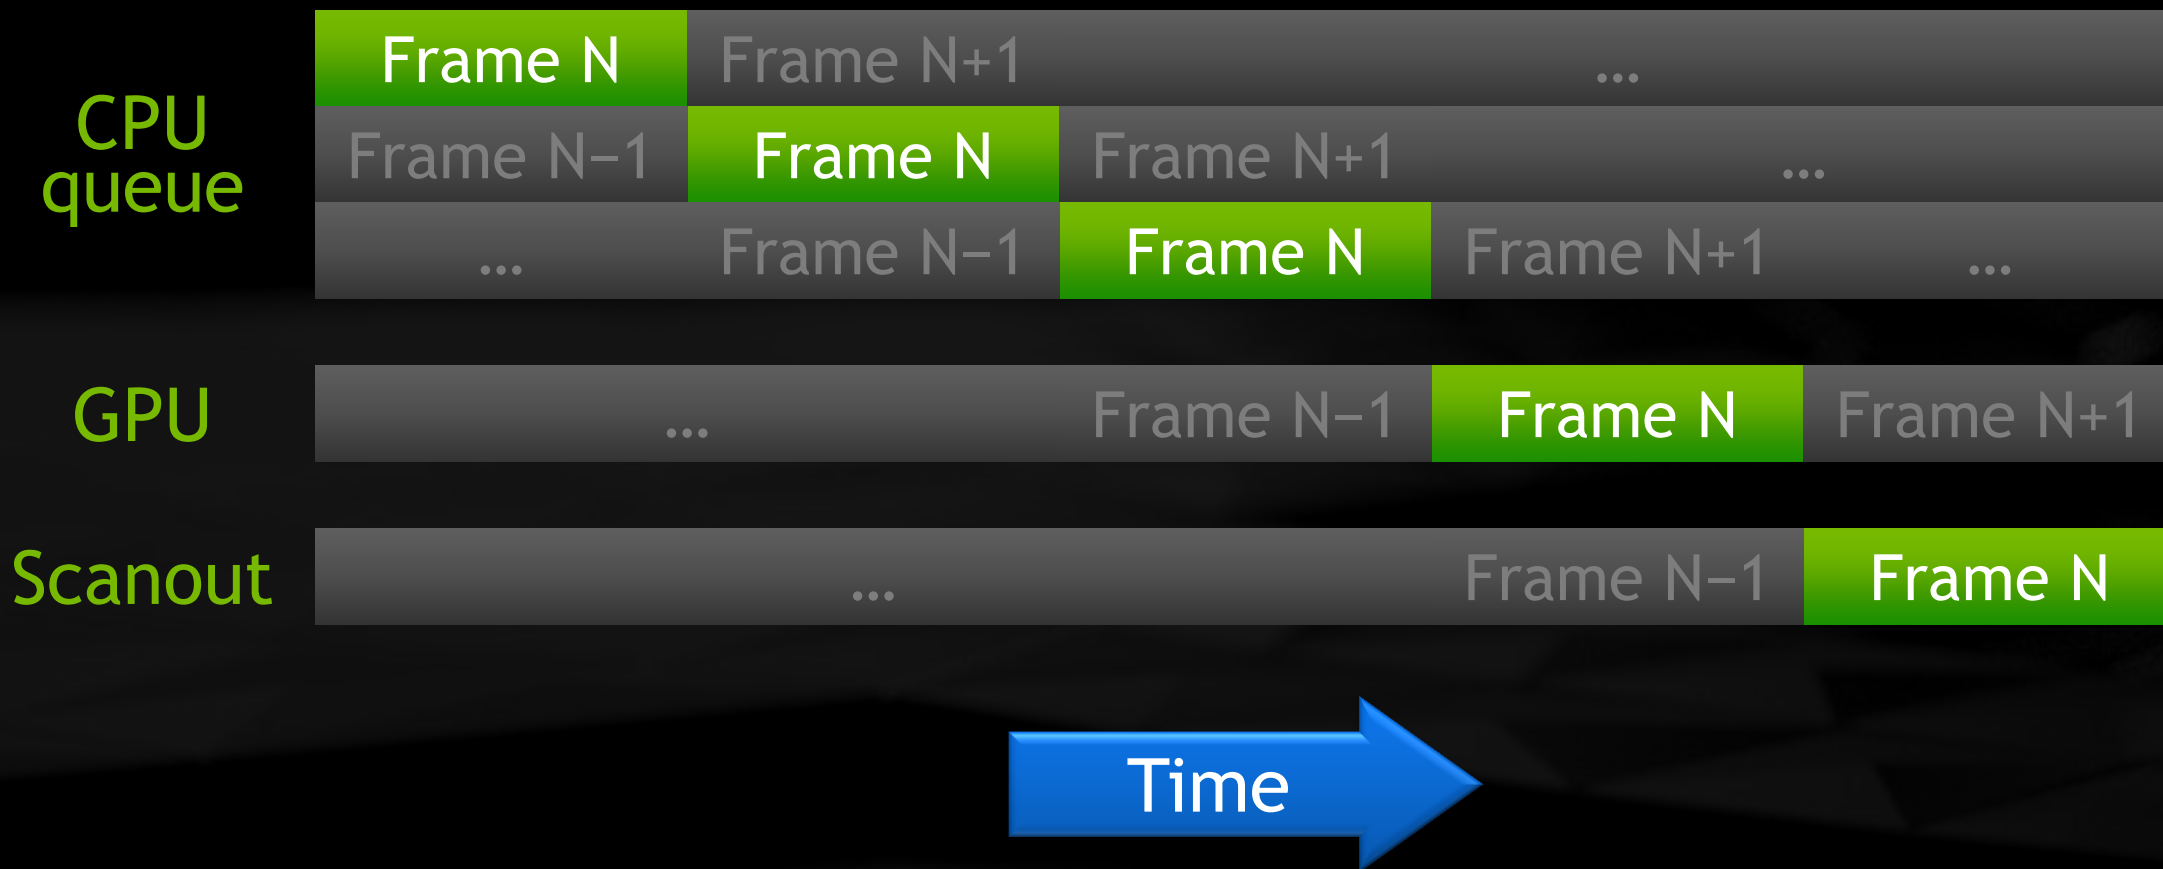 CPU
queue
Frame N Frame N+1 ...
Frame N–1 Frame N Frame N+1 ...
... Frame N–1 Frame N Frame N+1 ...
GPU ... Frame N–1 Frame N Frame N+1
Scanout ... Frame N–1 Frame N
Time